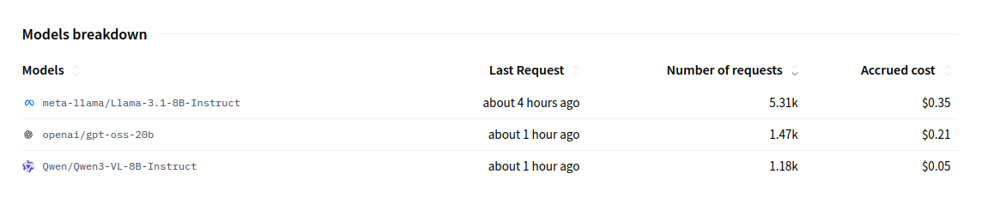 Models breakdown
Models Last Request Number of requests Accrued cost
meta-llama/Llama-3.1-8B-Instruct about 4 hours ago 5.31k $0.35
openai/gpt-oss-20b about 1 hour ago 1.47k $0.21
Qwen/Qwen3-VL-8B-Instruct about 1 hour ago 1.18k $0.05